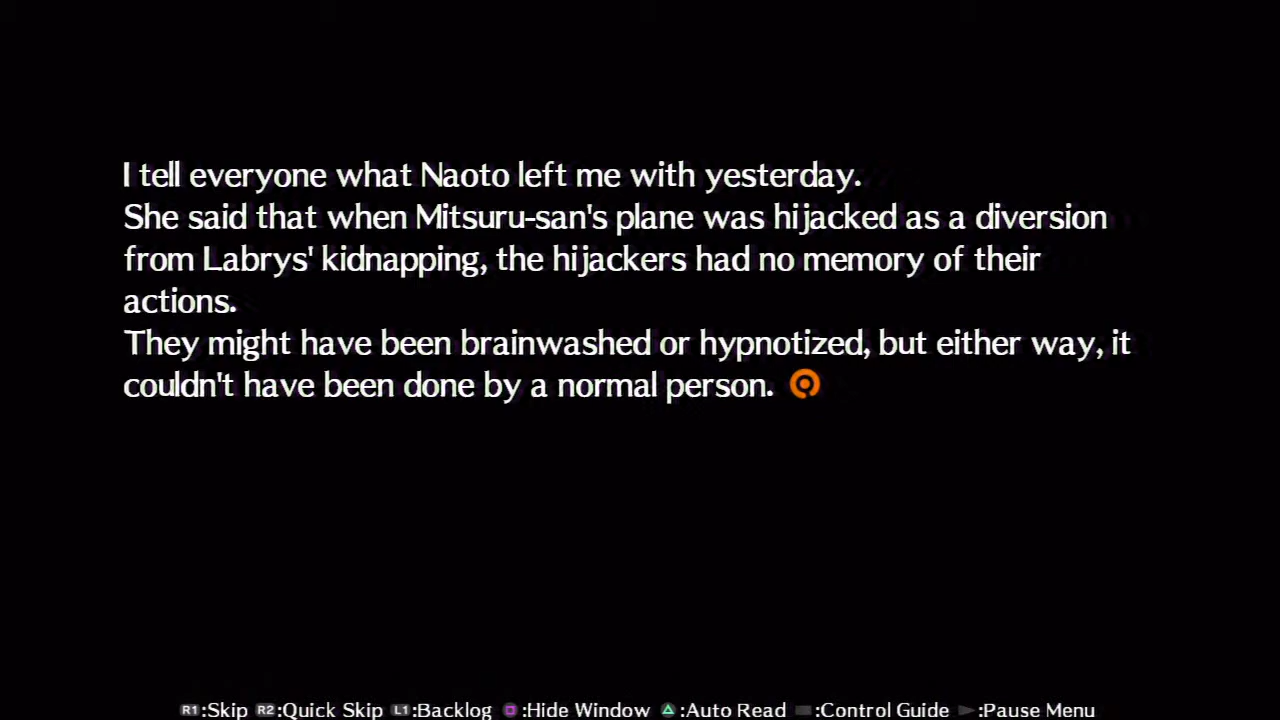 I tell everyone what Naoto left me with yesterday.
She said that when Mitsuru-san's plane was hijacked as a diversion
from Labrys' kidnapping, the hijackers had no memory of their
actions.
They might have been brainwashed or hypnotized, but either way, it
couldn't have been done by a normal person.
R1:Skip R2:Quick Skip L1:Backlog :Hide Window :Auto Read :Control Guide :Pause Menu